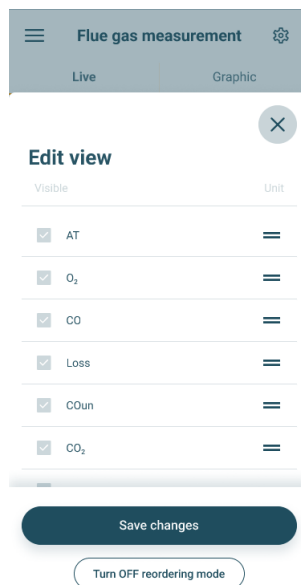 Flue gas measurement
Live Graphic
Edit view
Visible Unit
AT
O₂
CO
Loss
COun
CO₂
Save changes
Turn OFF reordering mode